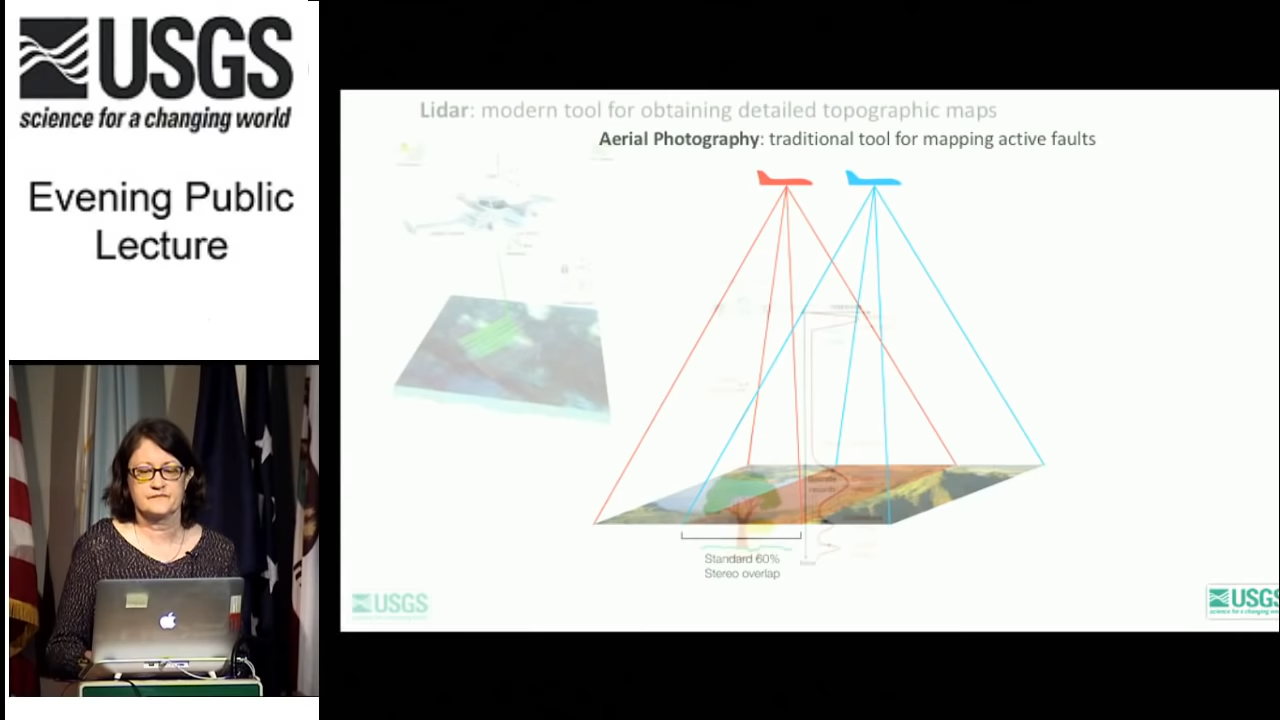 USGS
science for a changing world
Evening Public
Lecture
Lidar: modern tool for obtaining detailed topographic maps
Aerial Photography: traditional tool for mapping active faults
Standard 60%
Stereo overlap
USGS
USGS